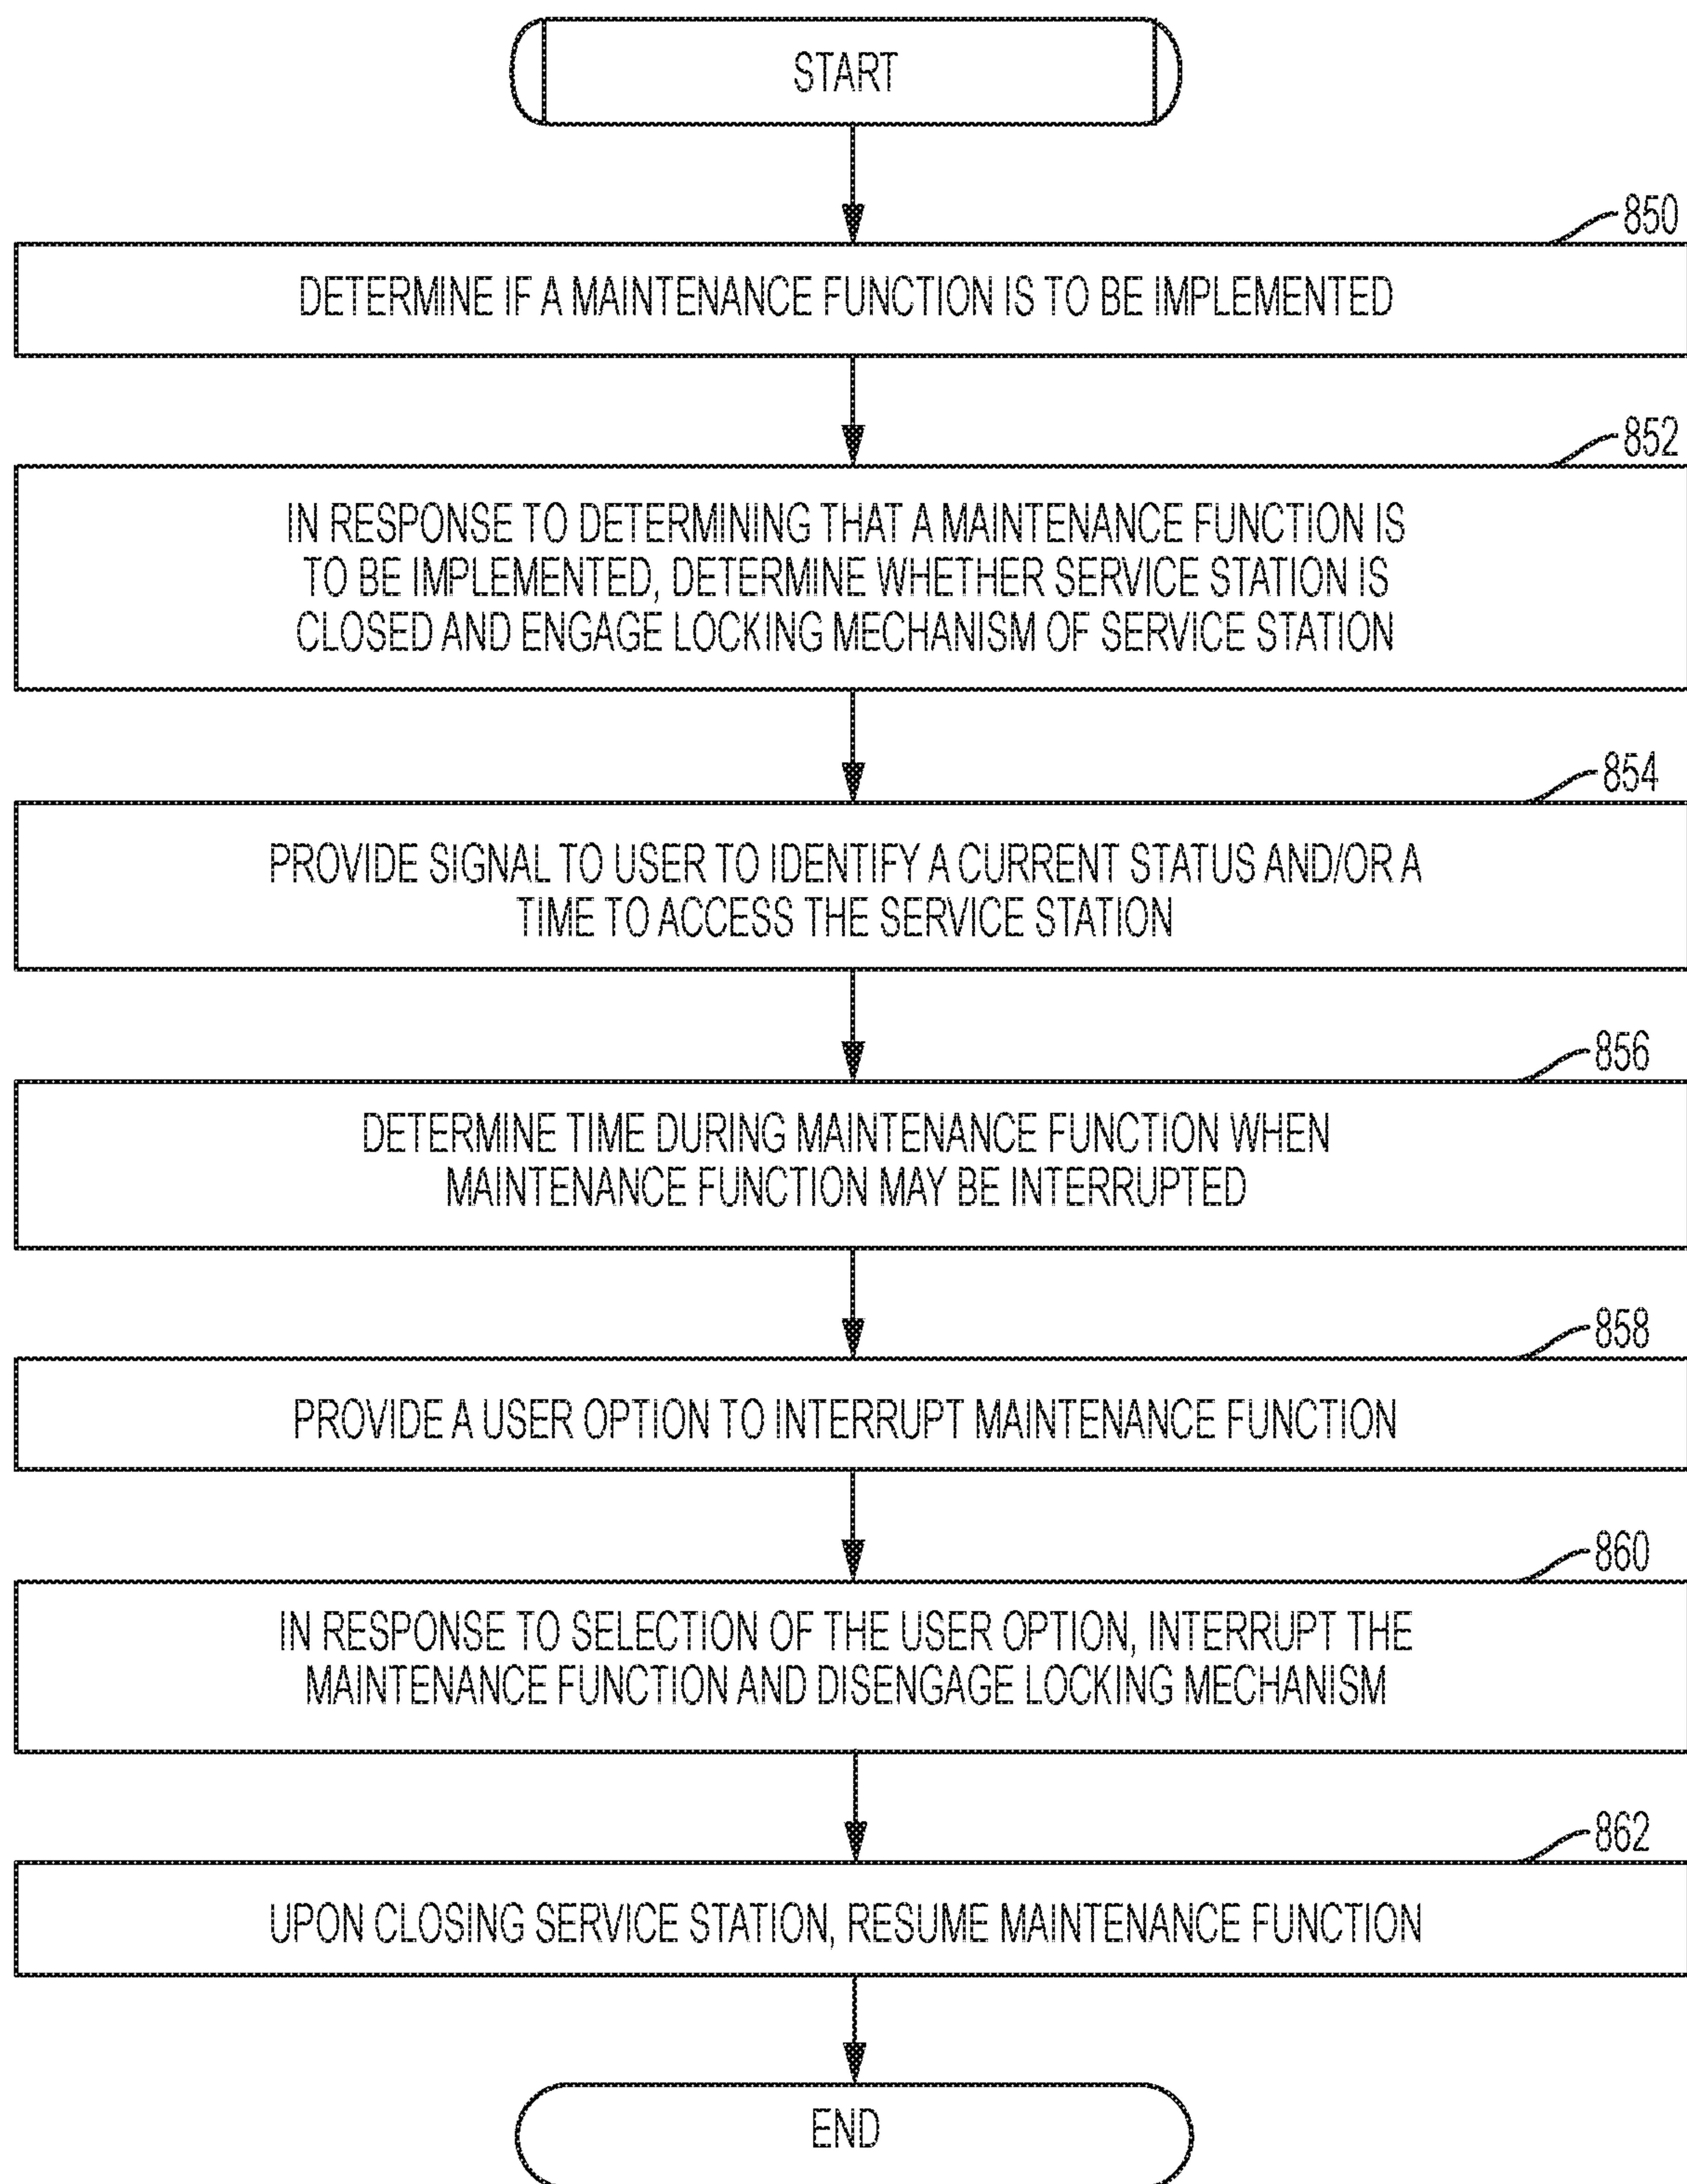 START
850
DETERMINE IF A MAINTENANCE FUNCTION IS TO BE IMPLEMENTED
852
IN RESPONSE TO DETERMINING THAT A MAINTENANCE FUNCTION IS
TO BE IMPLEMENTED, DETERMINE WHETHER SERVICE STATION IS
CLOSED AND ENGAGE LOCKING MECHANISM OF SERVICE STATION
854
PROVIDE SIGNAL TO USER TO IDENTIFY A CURRENT STATUS AND/OR A
TIME TO ACCESS THE SERVICE STATION
856
DETERMINE TIME DURING MAINTENANCE FUNCTION WHEN
MAINTENANCE FUNCTION MAY BE INTERRUPTED
858
PROVIDE A USER OPTION TO INTERRUPT MAINTENANCE FUNCTION
860
IN RESPONSE TO SELECTION OF THE USER OPTION, INTERRUPT THE
MAINTENANCE FUNCTION AND DISENGAGE LOCKING MECHANISM
862
UPON CLOSING SERVICE STATION, RESUME MAINTENANCE FUNCTION
END